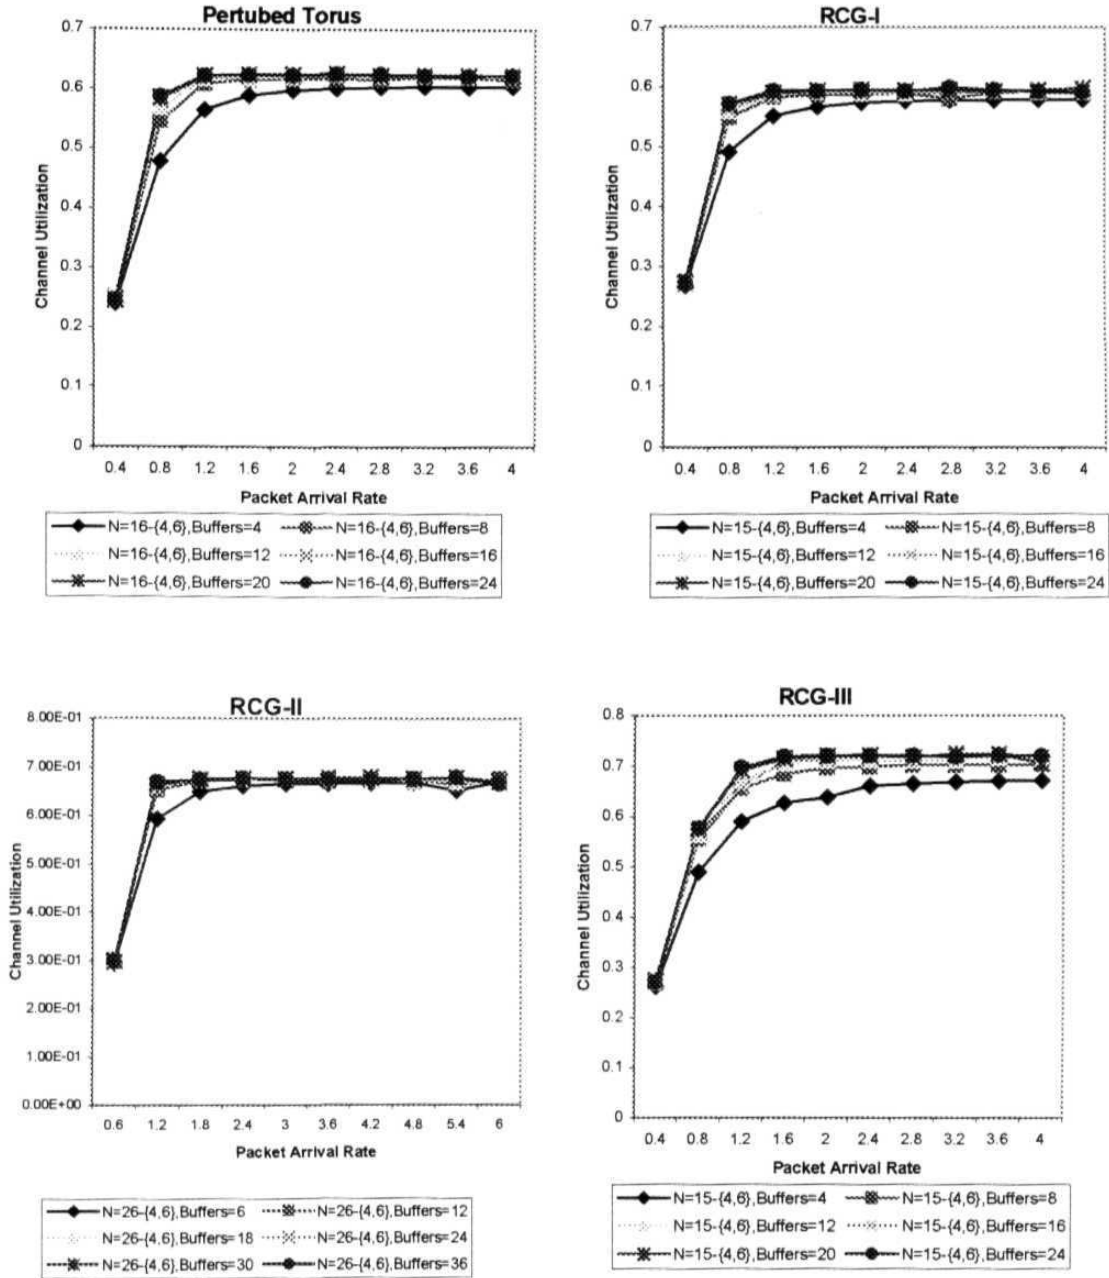 Pertubed Torus
0.7
0.6
0.5
0.4
0.3
0.2
0.1
0
Channel Utilization
0.4 0.8 1.2 1.6 2 2.4 2.8 3.2 3.6 4
Packet Arrival Rate
N=16-{4,6},Buffers=4 N=16-{4,6},Buffers=8
N=16-{4,6},Buffers=12 N=16-{4,6},Buffers=16
N=16-{4,6},Buffers=20 N=16-{4,6},Buffers=24
RCG-I
0.7
0.6
0.5
0.4
0.3
0.2
0.1
0
Channel Utilization
0.4 0.8 1.2 1.6 2 2.4 2.8 3.2 3.6 4
Packet Arrival Rate
N=15-{4,6},Buffers=4 N=15-{4,6},Buffers=8
N=15-{4,6},Buffers=12 N=15-{4,6},Buffers=16
N=15-{4,6},Buffers=20 N=15-{4,6},Buffers=24
RCG-II
8.00E-01
7.00E-01
6.00E-01
5.00E-01
4.00E-01
3.00E-01
2.00E-01
1.00E-01
0.00E+00
Channel Utilization
0.6 1.2 1.8 2.4 3 3.6 4.2 4.8 5.4 6
Packet Arrival Rate
N=26-{4,6},Buffers=6 N=26-{4,6},Buffers=12
N=26-{4,6},Buffers=18 N=26-{4,6},Buffers=24
N=26-{4,6},Buffers=30 N=26-{4,6},Buffers=36
RCG-III
0.8
0.7
0.6
0.5
0.4
0.3
0.2
0.1
0
Channel Utilization
0.4 0.8 1.2 1.6 2 2.4 2.8 3.2 3.6 4
Packet Arrival Rate
N=15-{4,6},Buffers=4 N=15-{4,6},Buffers=8
N=15-{4,6},Buffers=12 N=15-{4,6},Buffers=16
N=15-{4,6},Buffers=20 N=15-{4,6},Buffers=24